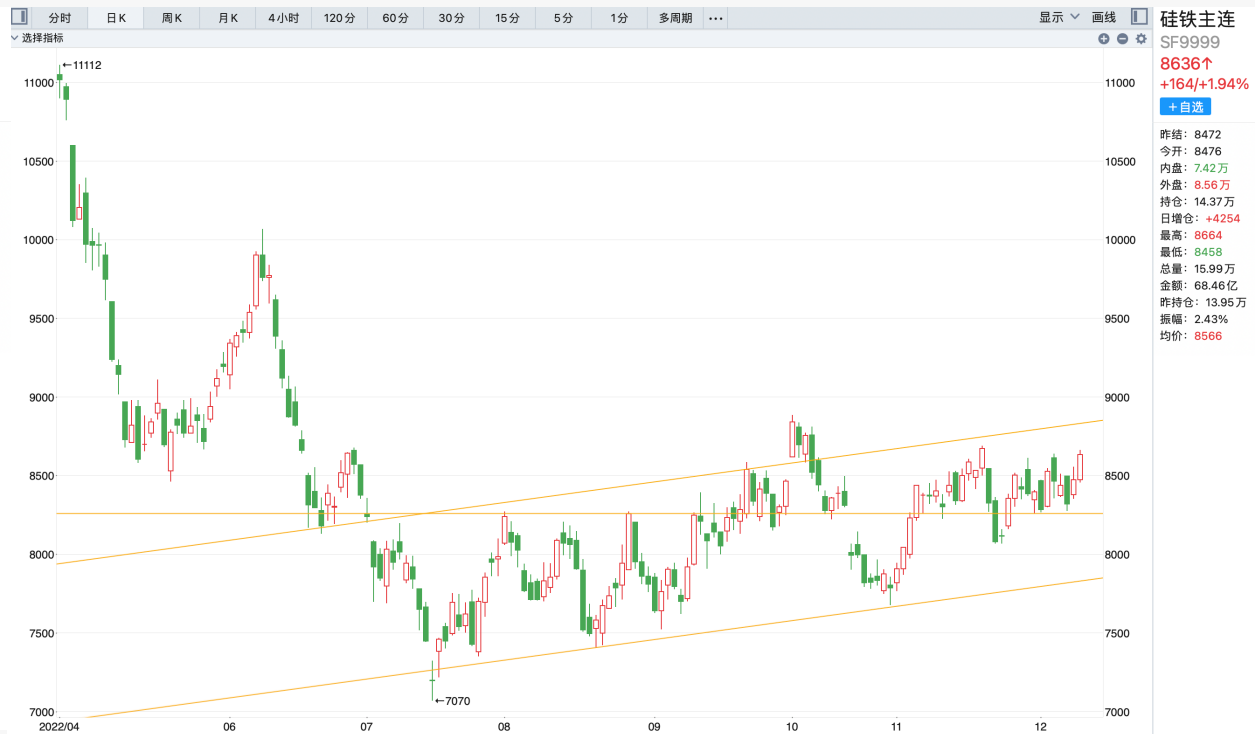 分时 日K 周K 月K 4小时 120分 60分 30分 15分 5分 1分 多周期 ••• 显示 画线
选择指标
硅铁主连
SF9999
8636↑
+164/+1.94%
＋自选
昨结： 8472
今开： 8476
内盘： 7.42万
外盘： 8.56万
持仓： 14.37万
日增仓： +4254
最高： 8664
最低： 8458
总量： 15.99万
金额： 68.46亿
昨持仓： 13.95万
振幅： 2.43%
均价： 8566
←11112
11000 11000
10500 10500
10000 10000
9500 9500
9000 9000
8500 8500
8000 8000
7500 7500
←7070
7000 7000
2022/04 06 07 08 09 10 11 12